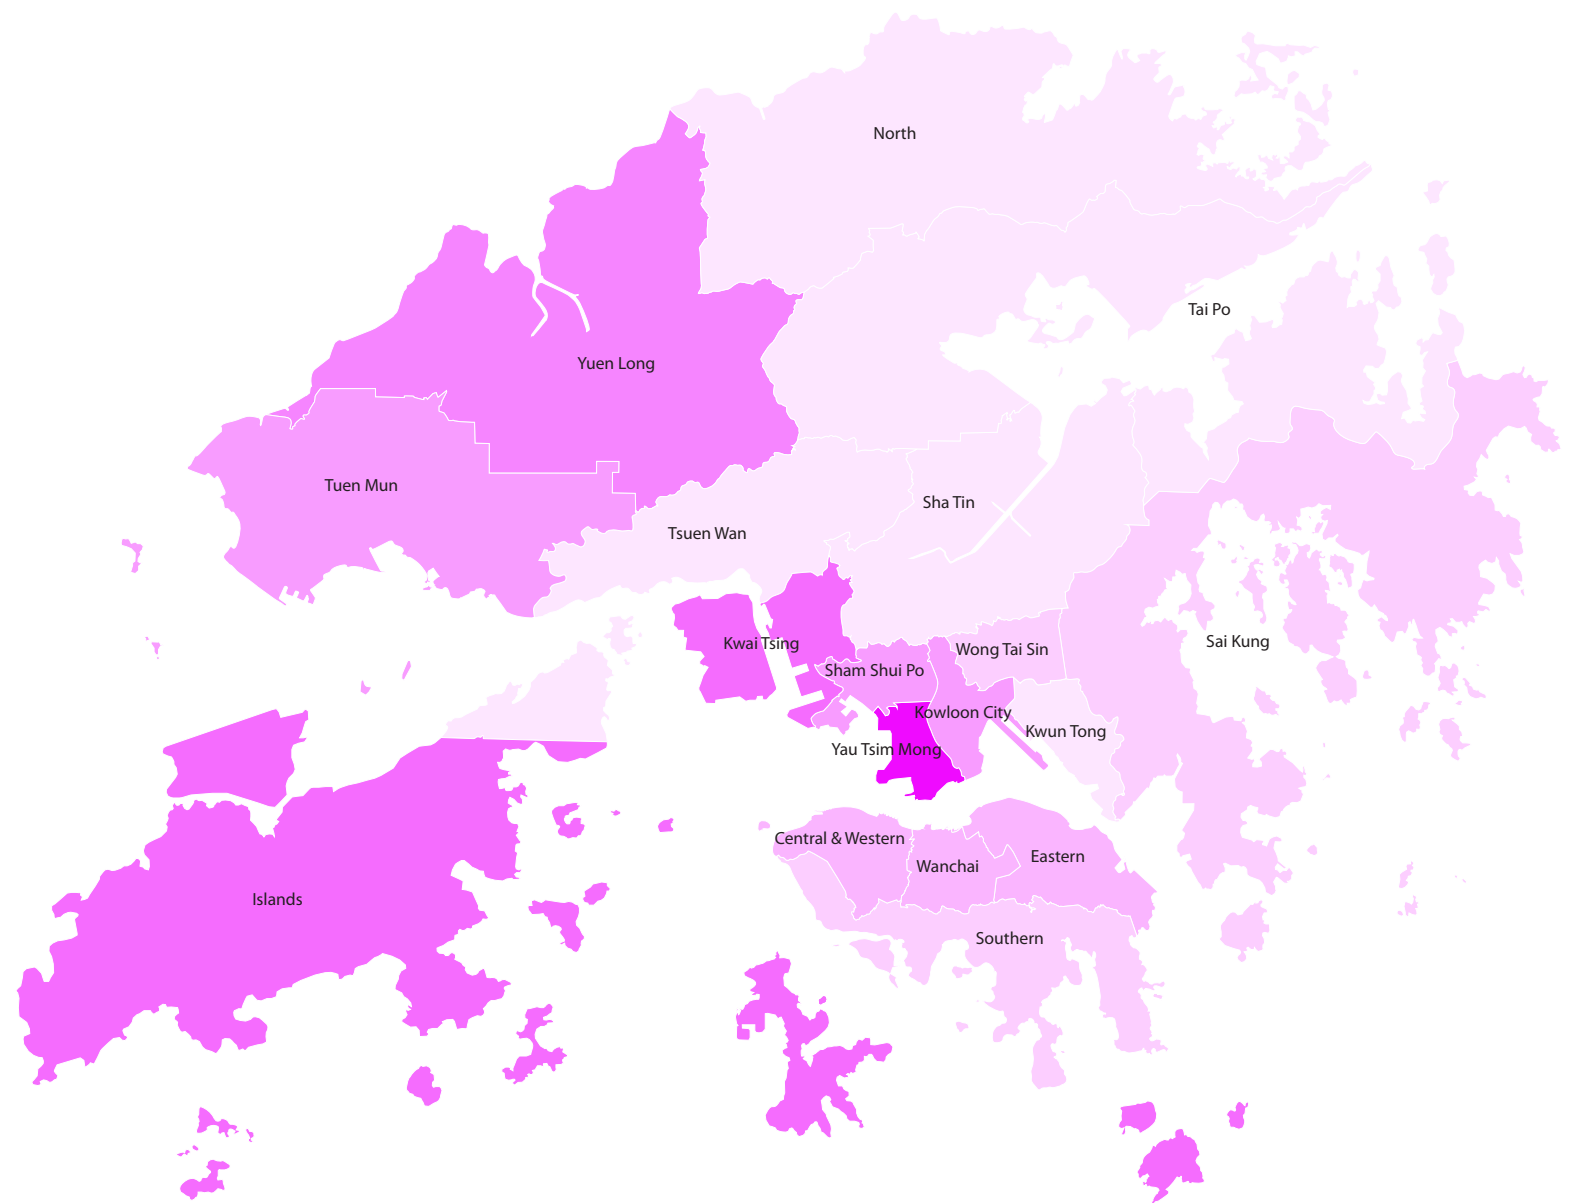 North
Tai Po
Yuen Long
Tuen Mun
Sha Tin
Tsuen Wan
Kwai Tsing
Wong Tai Sin
Sai Kung
Sham Shui Po
Kowloon City
Kwun Tong
Yau Tsim Mong
Central & Western
Eastern
Wanchai
Islands
Southern